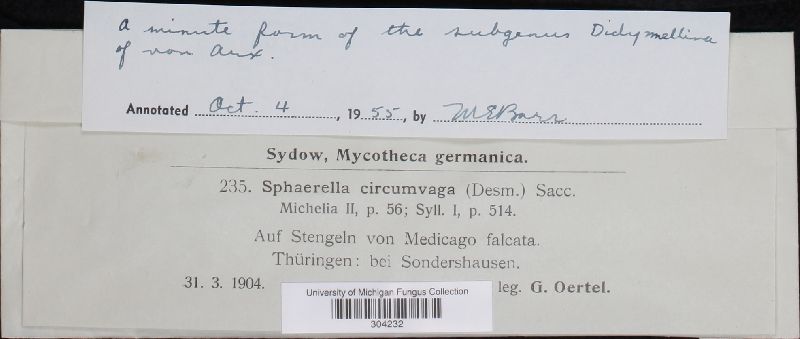 a minute form of the subgenus Didymellina
of von Arx.
Annotated Oct. 4, 1955, by M E Barr
Sydow, Mycotheca germanica.
235. Sphaerella circumvaga (Desm.) Sacc.
Michelia II, p. 56; Syll. I, p. 514.
Auf Stengeln von Medicago falcata.
Thüringen: bei Sondershausen.
31. 3. 1904. leg. G. Oertel.
University of Michigan Fungus Collection
304232